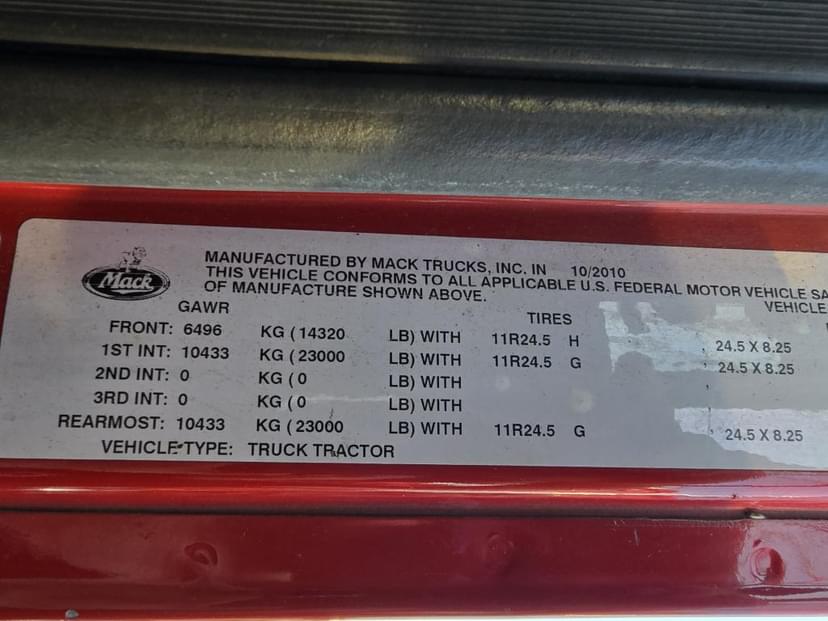 Mack
MANUFACTURED BY MACK TRUCKS, INC. IN 10/2010
THIS VEHICLE CONFORMS TO ALL APPLICABLE U.S. FEDERAL MOTOR VEHICLE SA
OF MANUFACTURE SHOWN ABOVE. VEHICLE
GAWR TIRES
FRONT: 6496 KG ( 14320 LB) WITH 11R24.5 H 24.5 X 8.25
1ST INT: 10433 KG ( 23000 LB) WITH 11R24.5 G 24.5 X 8.25
2ND INT: 0 KG ( 0 LB) WITH
3RD INT: 0 KG ( 0 LB) WITH
REARMOST: 10433 KG ( 23000 LB) WITH 11R24.5 G 24.5 X 8.25
VEHICLE TYPE: TRUCK TRACTOR